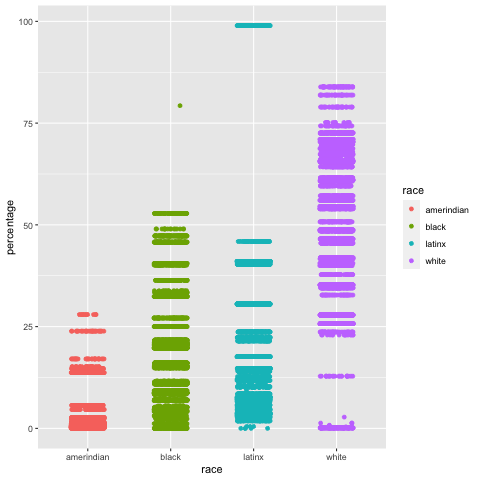 100
75
50
25
0
percentage
amerindian black latinx white
race
race
amerindian
black
latinx
white